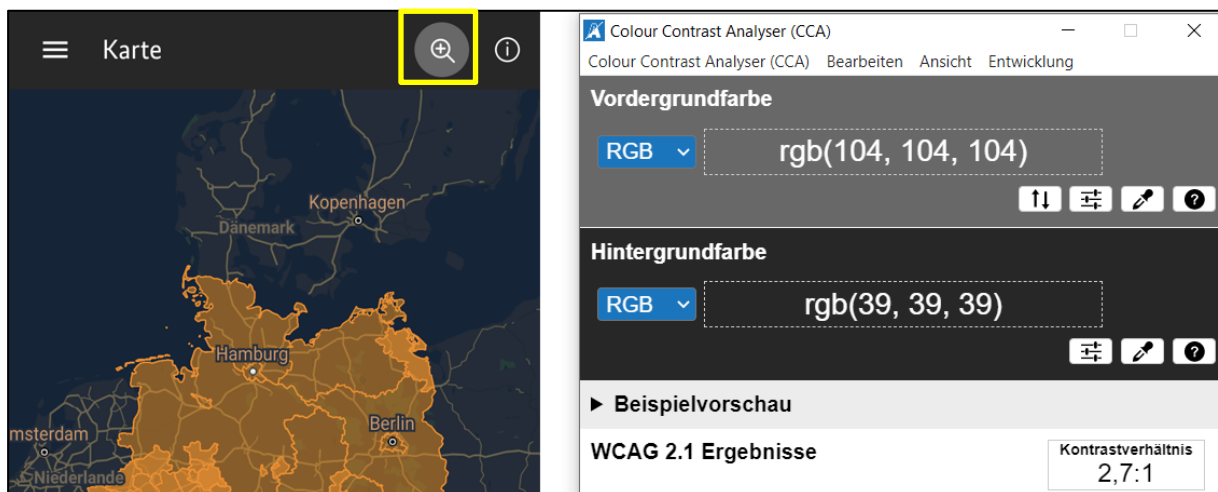 Karte
Kopenhagen
Dänemark
Hamburg
Berlin
msterdam
Niederlande
Colour Contrast Analyser (CCA)
Colour Contrast Analyser (CCA) Bearbeiten Ansicht Entwicklung
Vordergrundfarbe
RGB rgb(104, 104, 104)
Hintergrundfarbe
RGB rgb(39, 39, 39)
Beispielvorschau
WCAG 2.1 Ergebnisse
Kontrastverhältnis
2,7:1